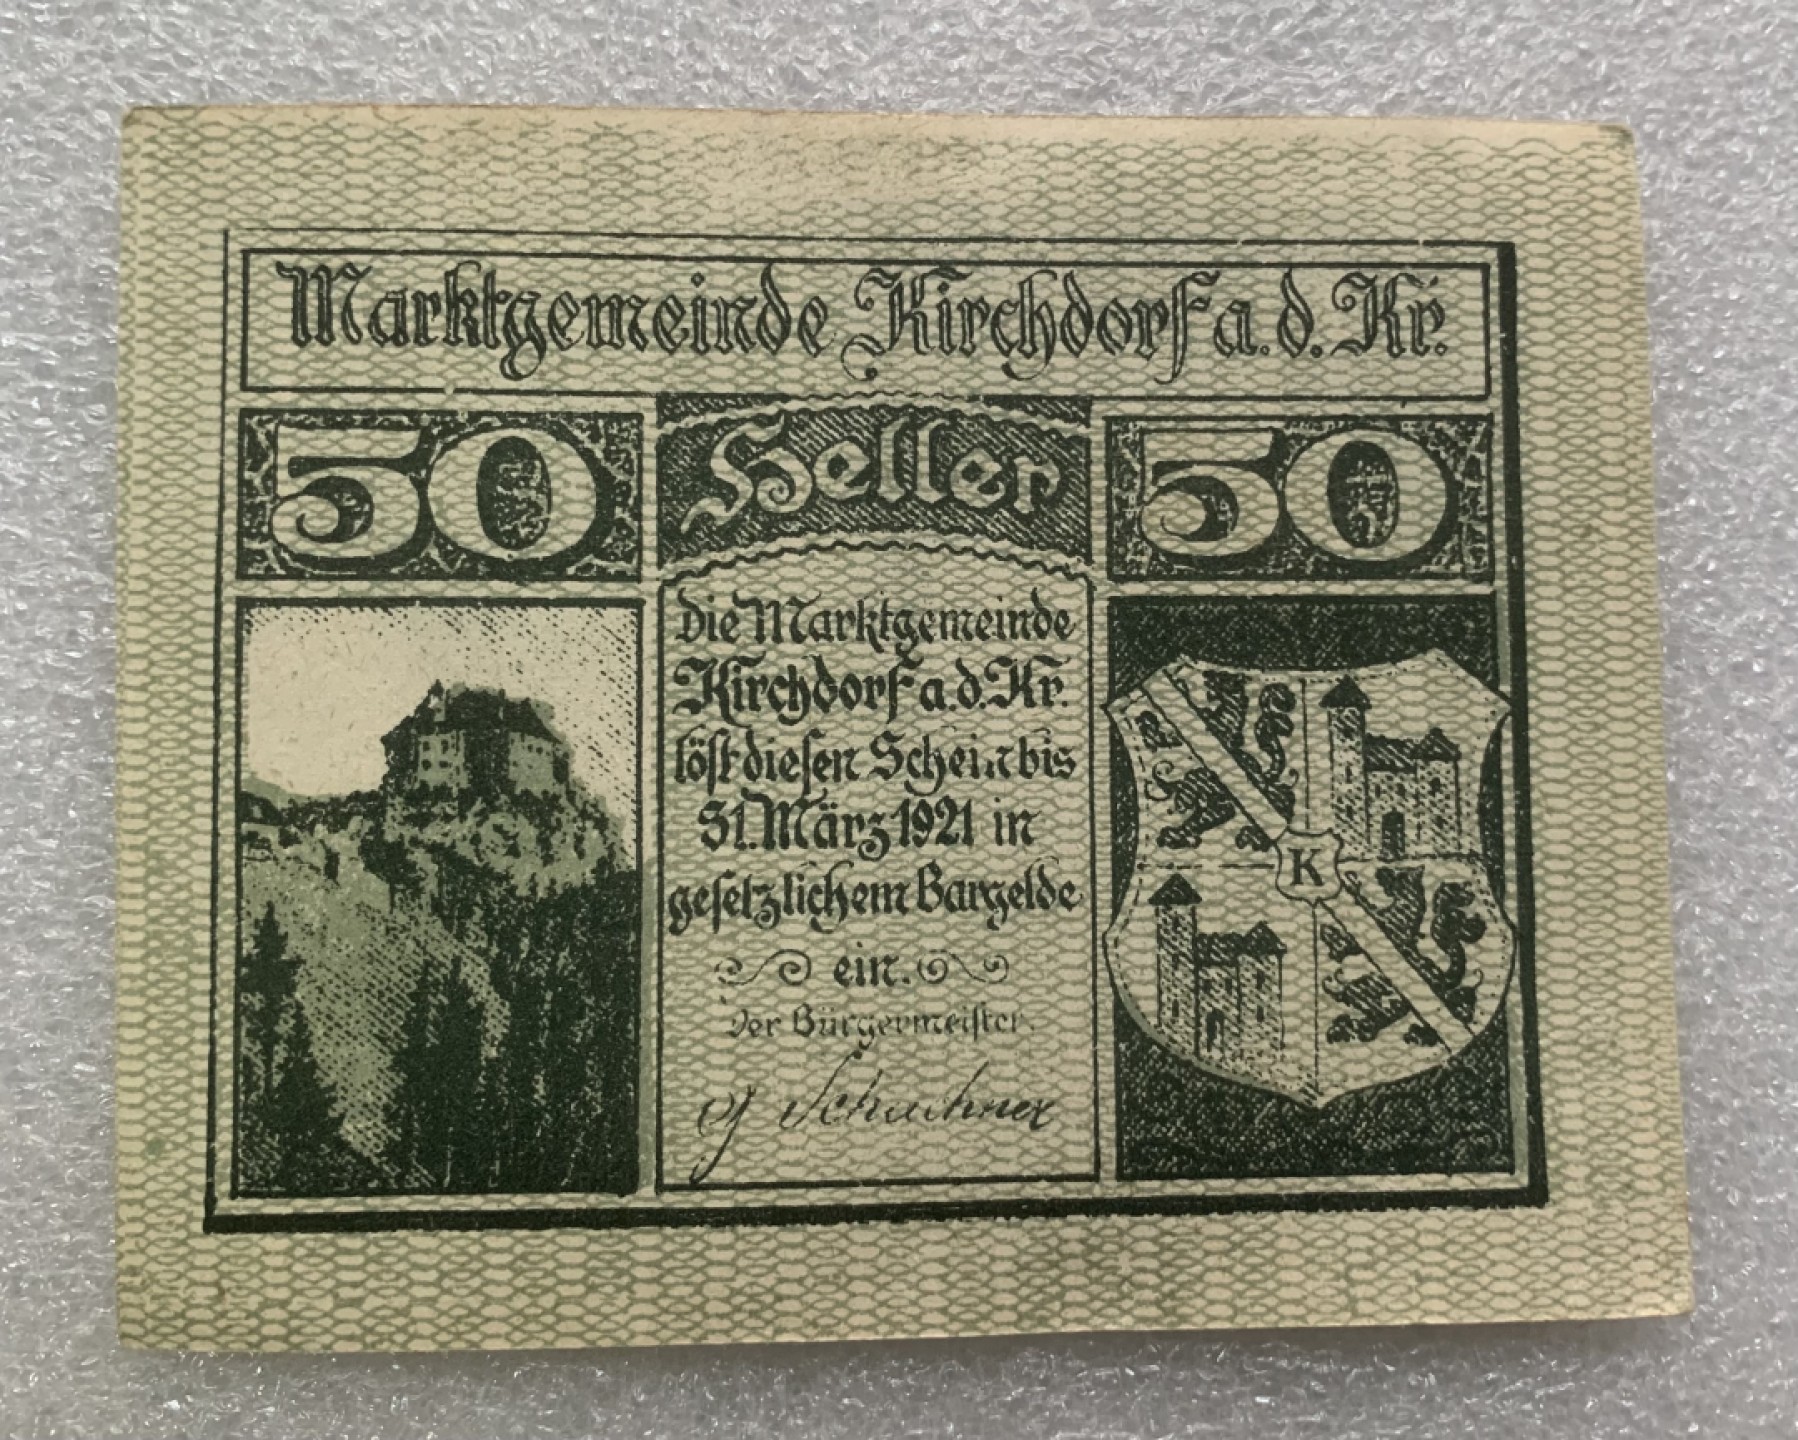 Marktgemeinde Kirchdorf a. d. Kr.
50 Heller 50
Die Marktgemeinde
Kirchdorf a. d. Kr.
löst diesen Schein bis
31. März 1921 in
gesetzlichem Bargelde
ein.
Der Bürgermeister.
K